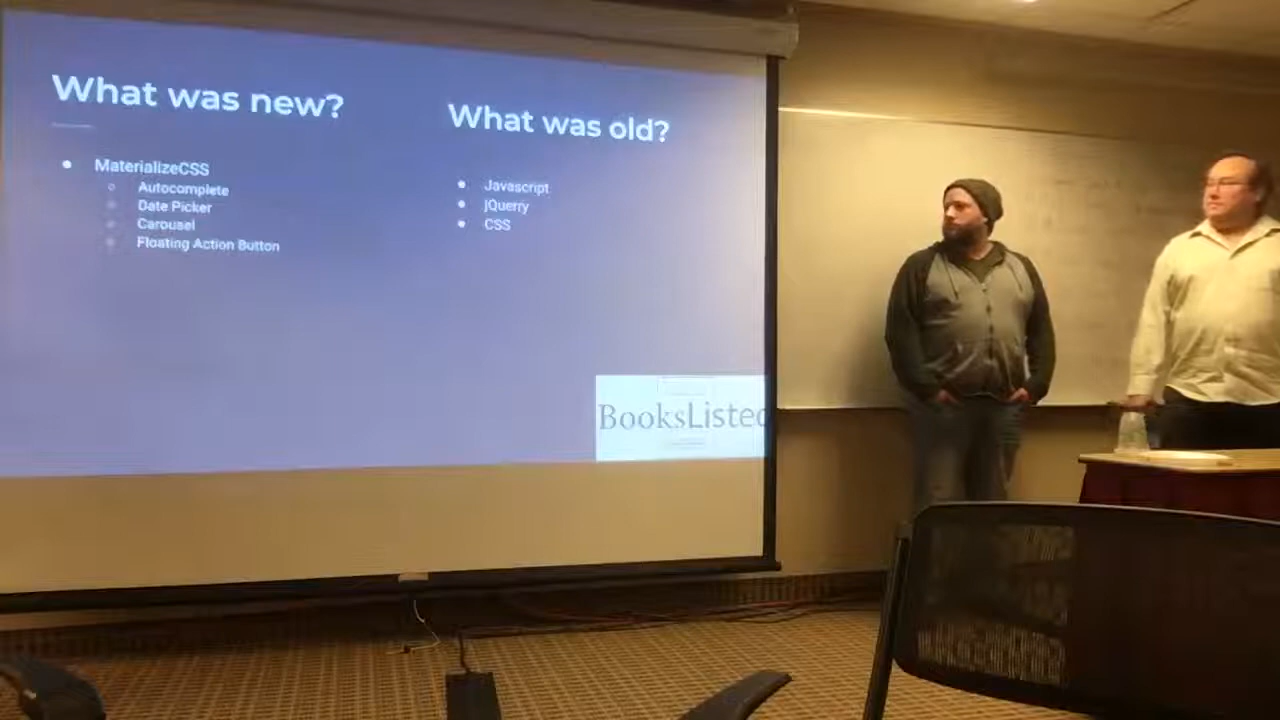 What was new?
MaterializeCSS
Autocomplete
Date Picker
Carousel
Floating Action Button
What was old?
Javascript
jQuerry
CSS
BooksListed